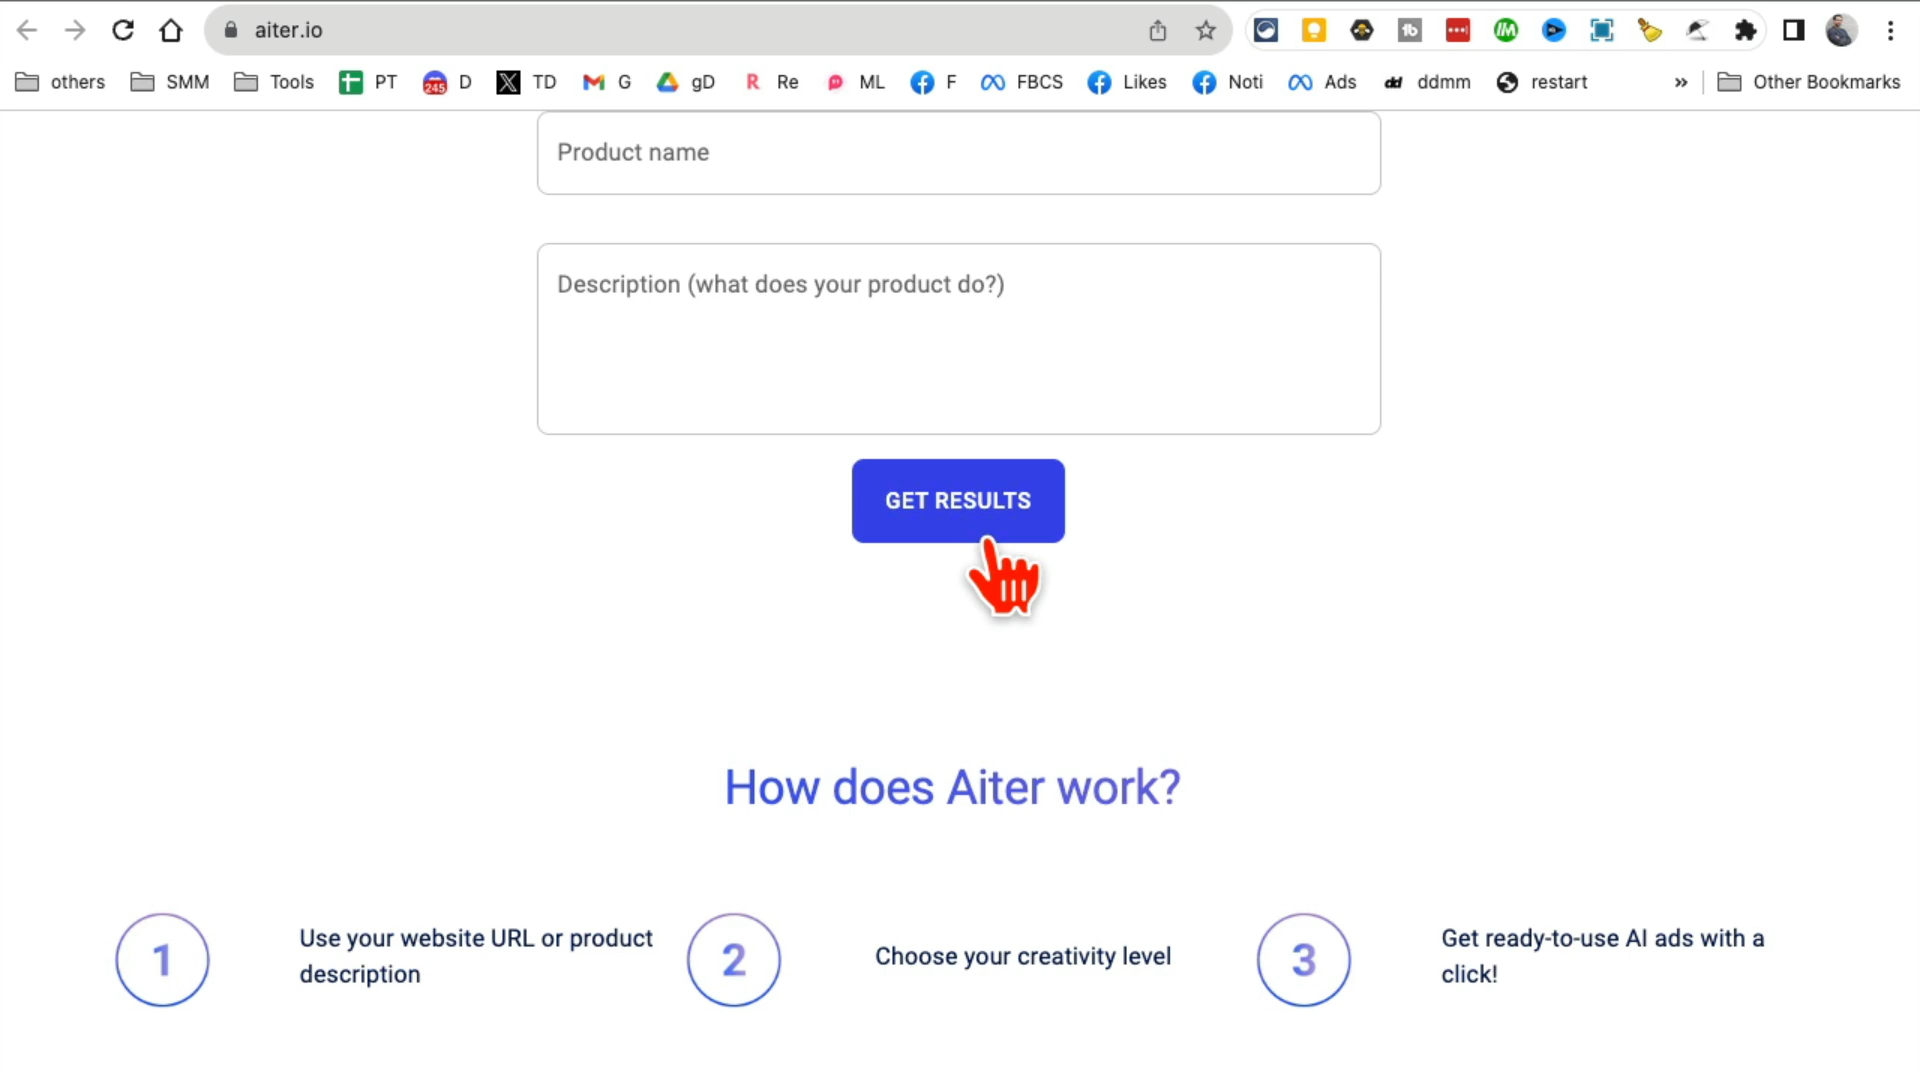 aiter.io
others SMM Tools PT 245 D TD G gD R Re ML F FBCS Likes Noti Ads dd ddmm restart » Other Bookmarks
Product name
Description (what does your product do?)
GET RESULTS
How does Aiter work?
1 Use your website URL or product description
2 Choose your creativity level
3 Get ready-to-use AI ads with a click!